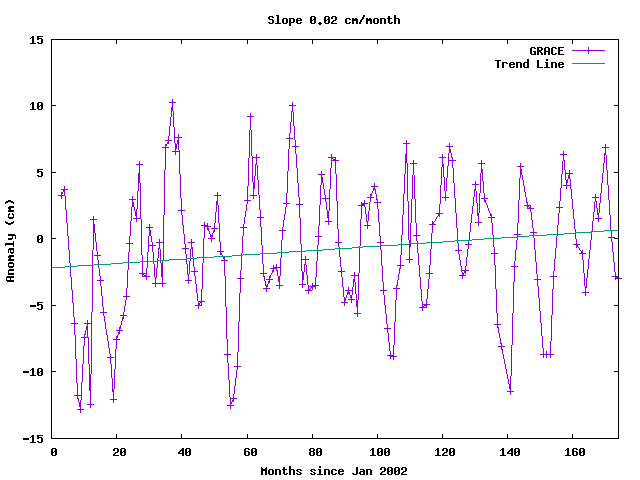 Slope 0.02 cm/month
GRACE
Trend Line
15
10
5
0
-5
-10
-15
Anomaly (cm)
0 20 40 60 80 100 120 140 160
Months since Jan 2002